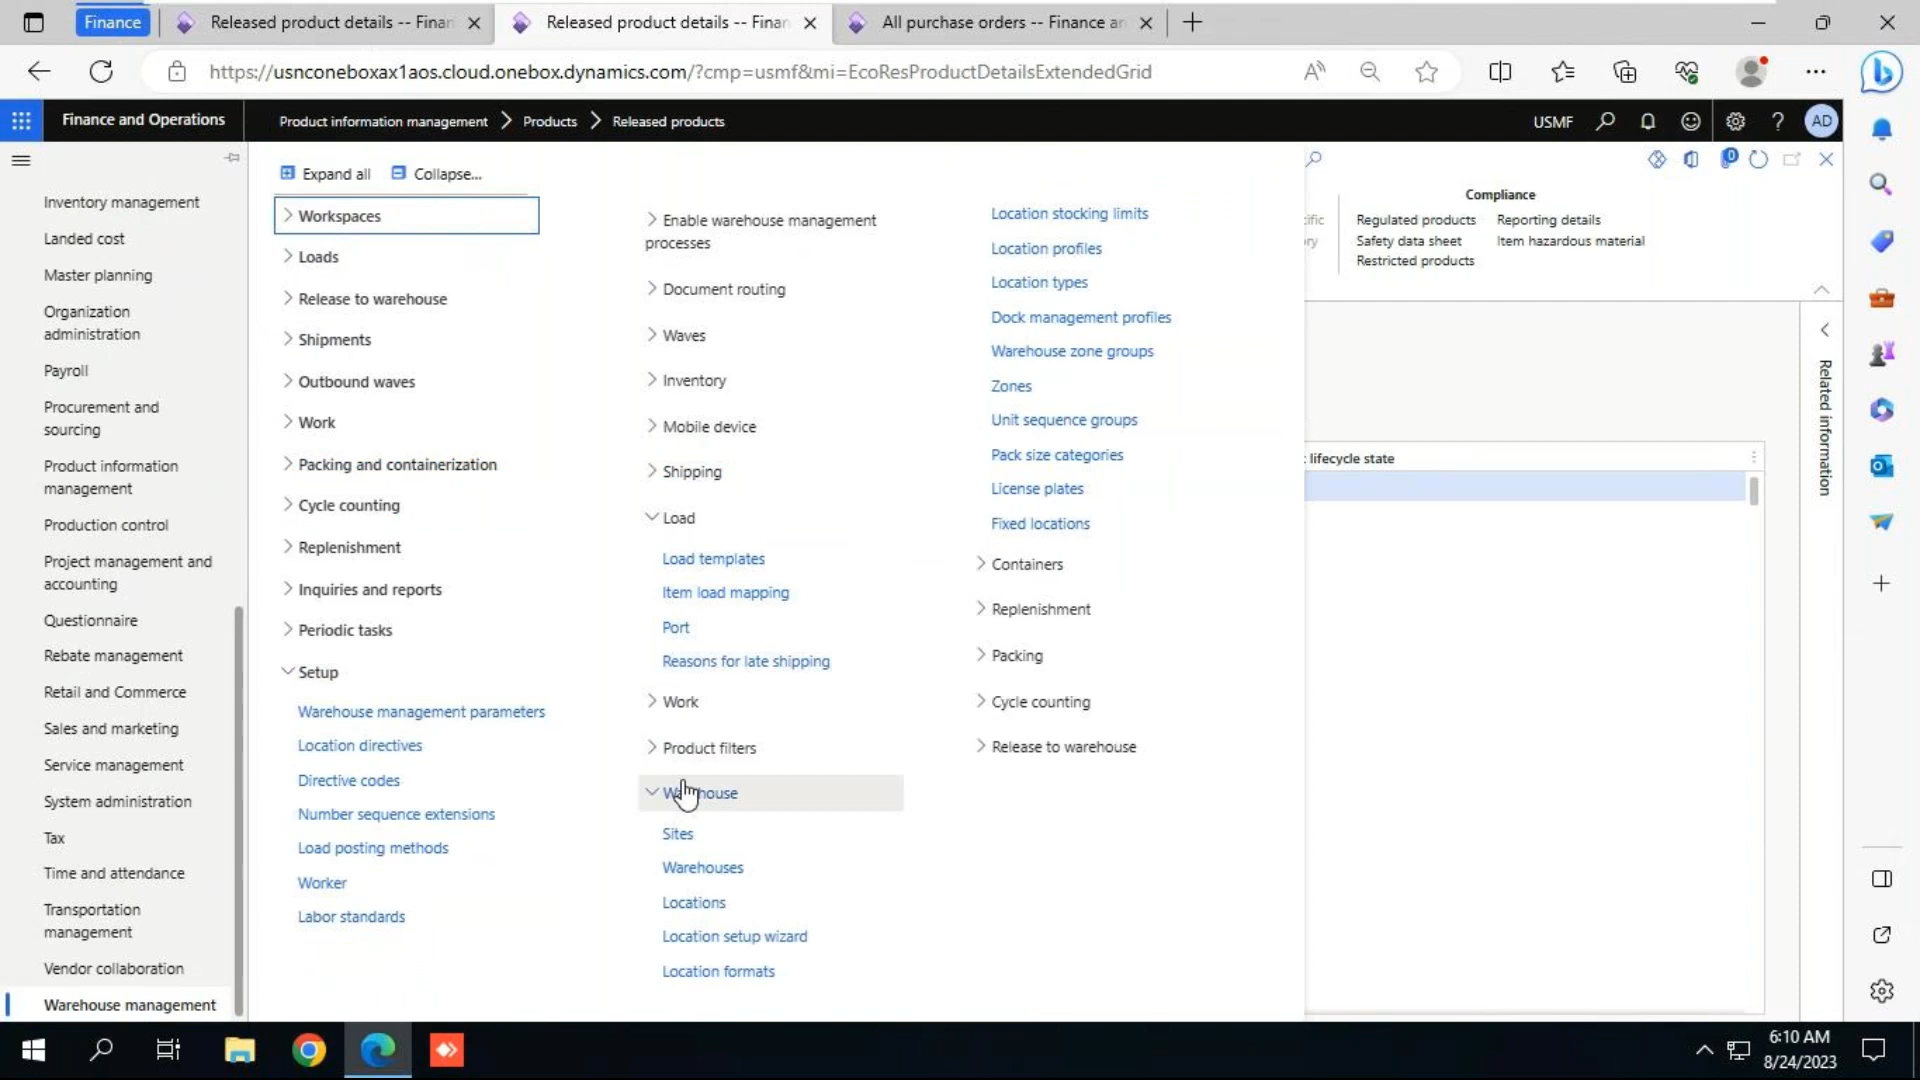 Finance
Released product details -- Finan
Released product details -- Finan
All purchase orders -- Finance an
https://usnconeboxax1aos.cloud.onebox.dynamics.com/?cmp=usmf&mi=EcoResProductDetailsExtendedGrid
Finance and Operations
Product information management
Products
Released products
USMF
?
AD
Inventory management
Landed cost
Master planning
Organization
administration
Payroll
Procurement and
sourcing
Product information
management
Production control
Project management and
accounting
Questionnaire
Rebate management
Retail and Commerce
Sales and marketing
Service management
System administration
Tax
Time and attendance
Transportation
management
Vendor collaboration
Warehouse management
Expand all
Collapse...
Workspaces
Loads
Release to warehouse
Shipments
Outbound waves
Work
Packing and containerization
Cycle counting
Replenishment
Inquiries and reports
Periodic tasks
Setup
Warehouse management parameters
Location directives
Directive codes
Number sequence extensions
Load posting methods
Worker
Labor standards
Enable warehouse management
processes
Document routing
Waves
Inventory
Mobile device
Shipping
Load
Load templates
Item load mapping
Port
Reasons for late shipping
Work
Product filters
Warehouse
Sites
Warehouses
Locations
Location setup wizard
Location formats
Location stocking limits
Location profiles
Location types
Dock management profiles
Warehouse zone groups
Zones
Unit sequence groups
Pack size categories
License plates
Fixed locations
Containers
Replenishment
Packing
Cycle counting
Release to warehouse
0
Compliance
Regulated products
Reporting details
Safety data sheet
Item hazardous material
Restricted products
lifecycle state
Related information
6:10 AM
8/24/2023